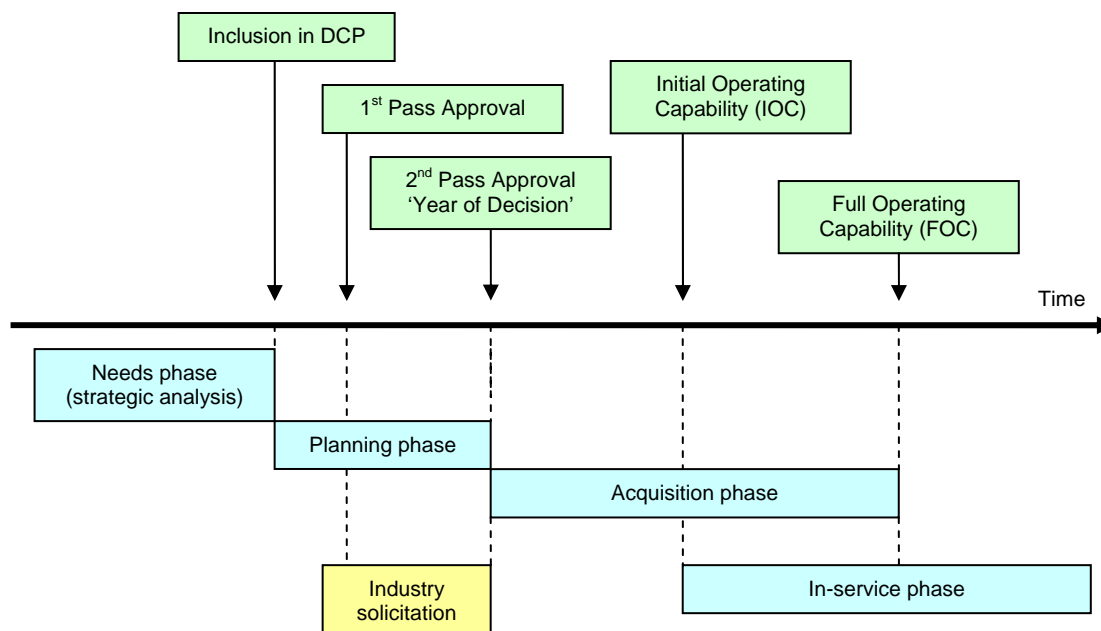 Inclusion in DCP
1st Pass Approval
2nd Pass Approval
‘Year of Decision’
Initial Operating
Capability (IOC)
Full Operating
Capability (FOC)
Time
Needs phase
(strategic analysis)
Planning phase
Acquisition phase
Industry
solicitation
In-service phase